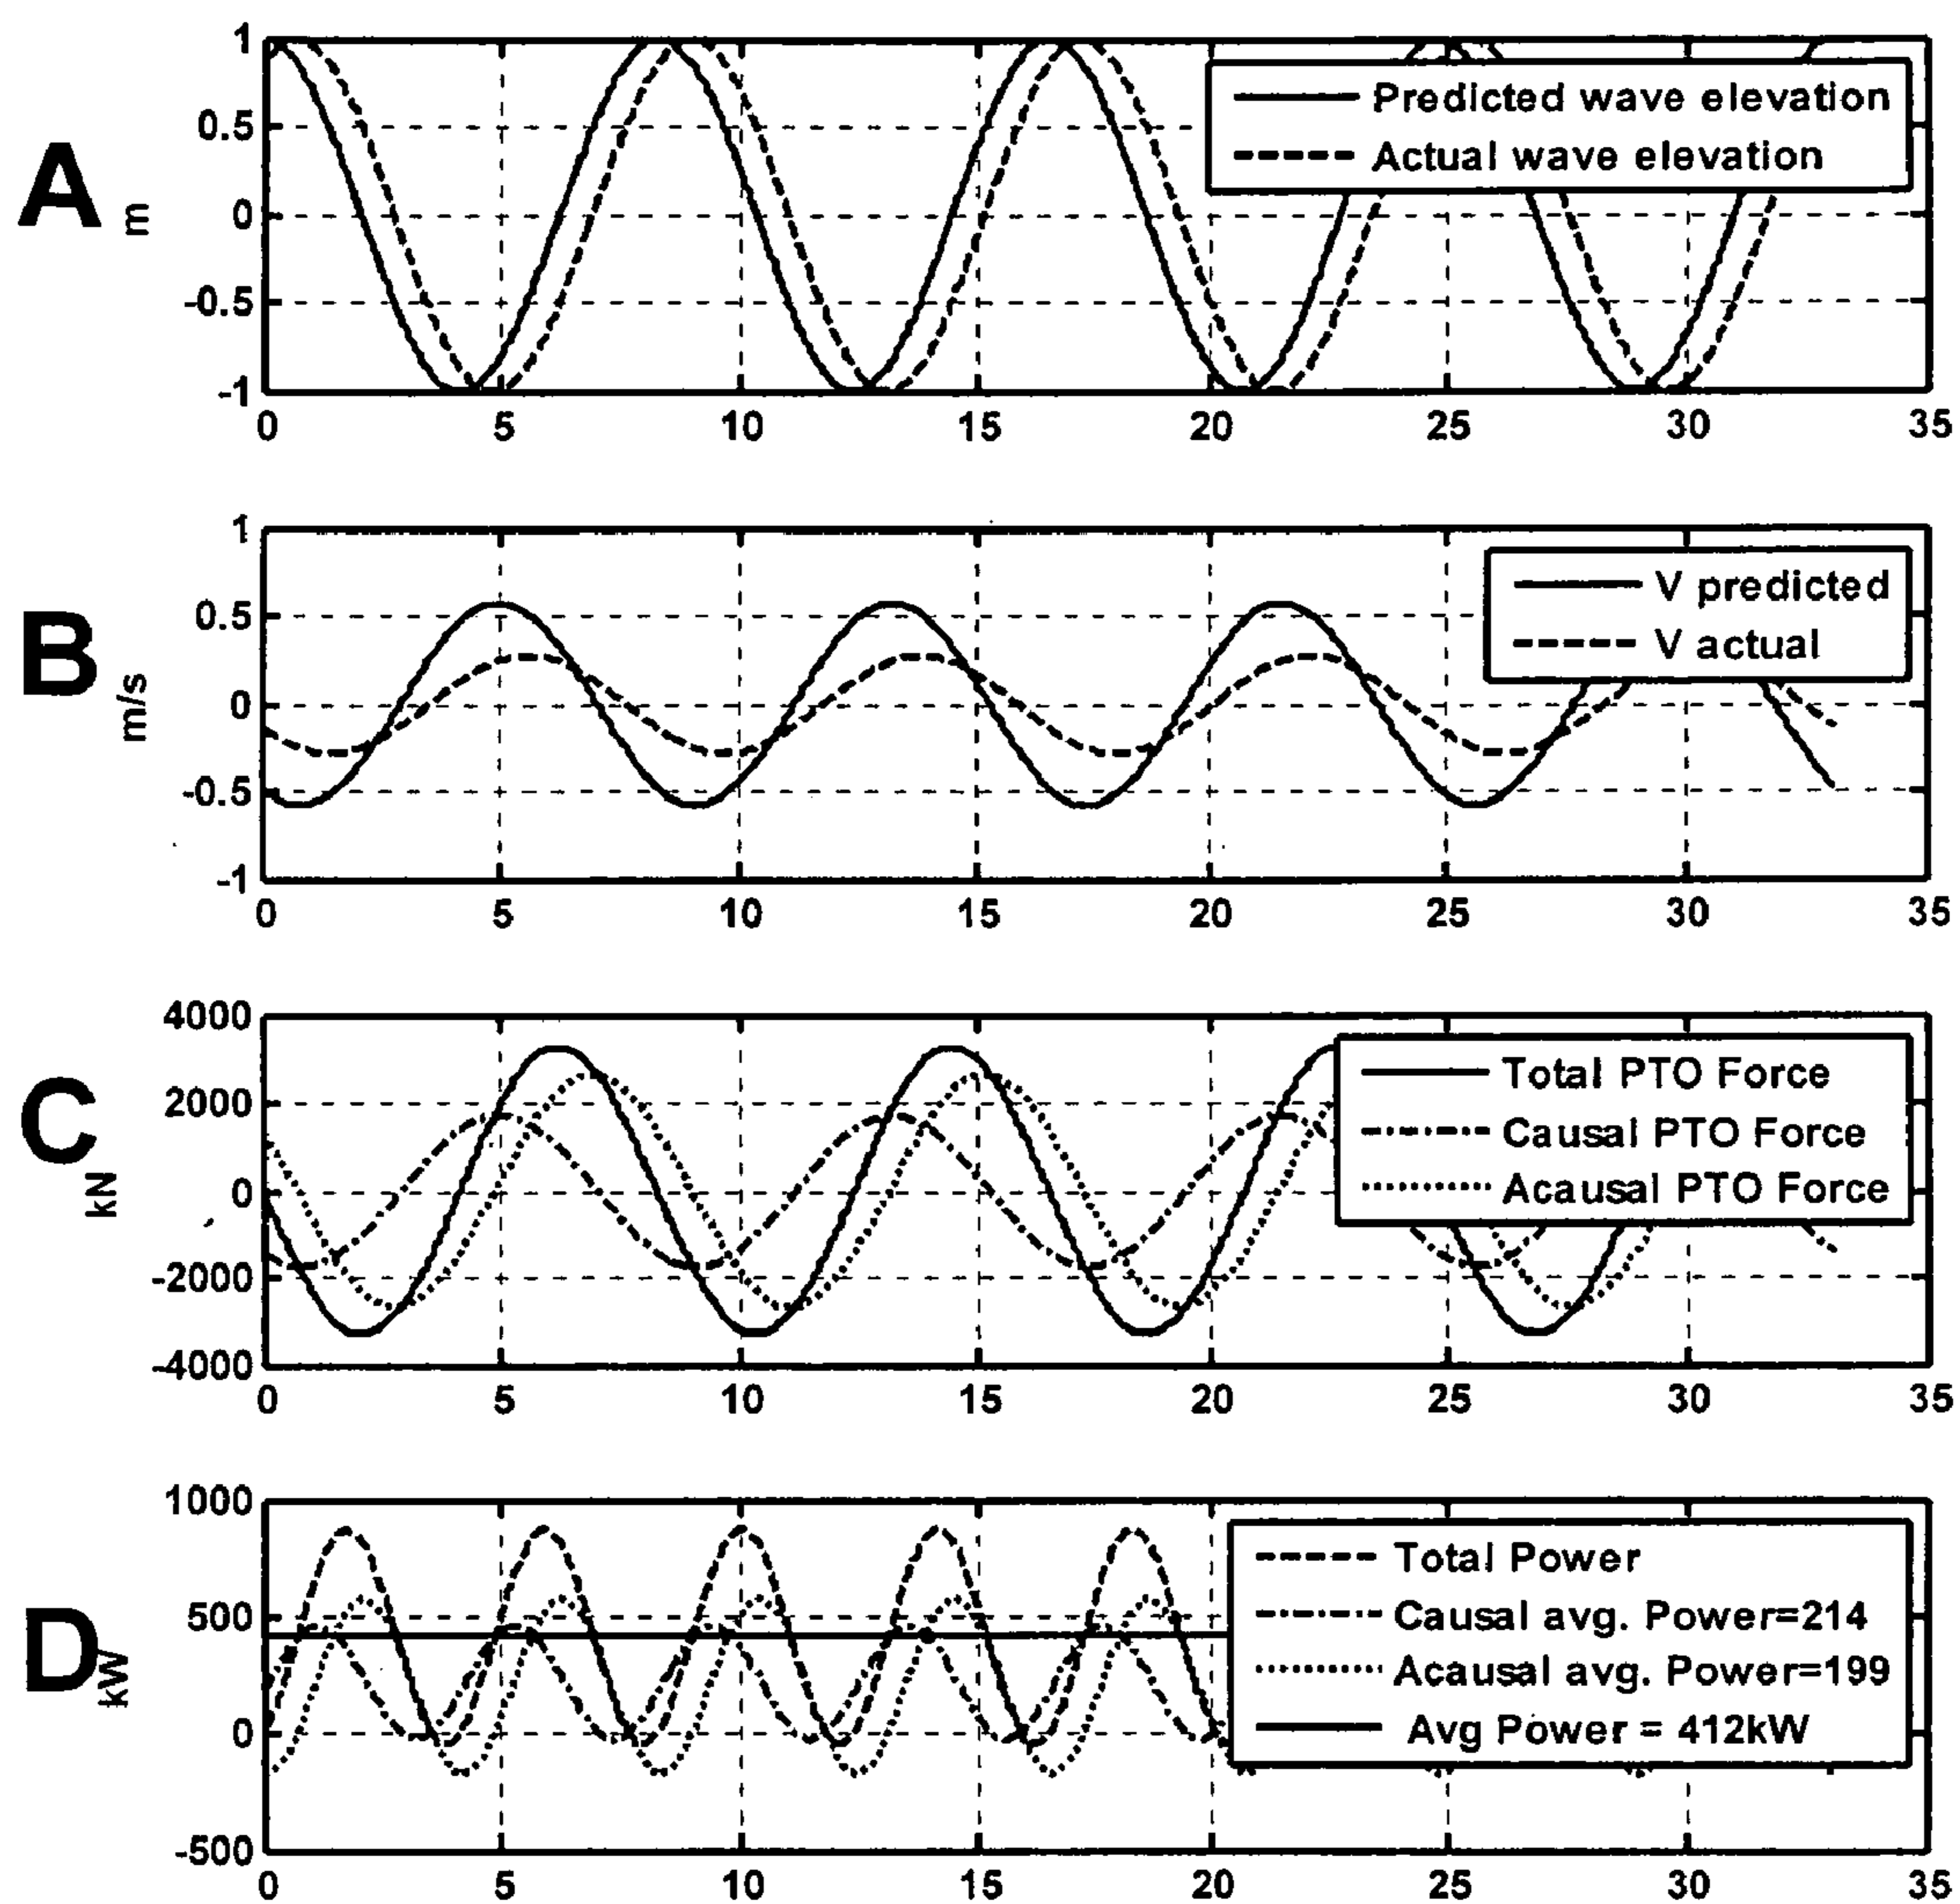 A
m
1
0.5
0
-0.5
-1
Predicted wave elevation
Actual wave elevation
0 5 10 15 20 25 30 35
B
m/s
1
0.5
0
-0.5
-1
V predicted
V actual
0 5 10 15 20 25 30 35
C
kN
4000
2000
0
-2000
-4000
Total PTO Force
Causal PTO Force
Acausal PTO Force
0 5 10 15 20 25 30 35
D
kW
1000
500
0
-500
Total Power
Causal avg. Power=214
Acausal avg. Power=199
Avg Power = 412kW
0 5 10 15 20 25 30 35